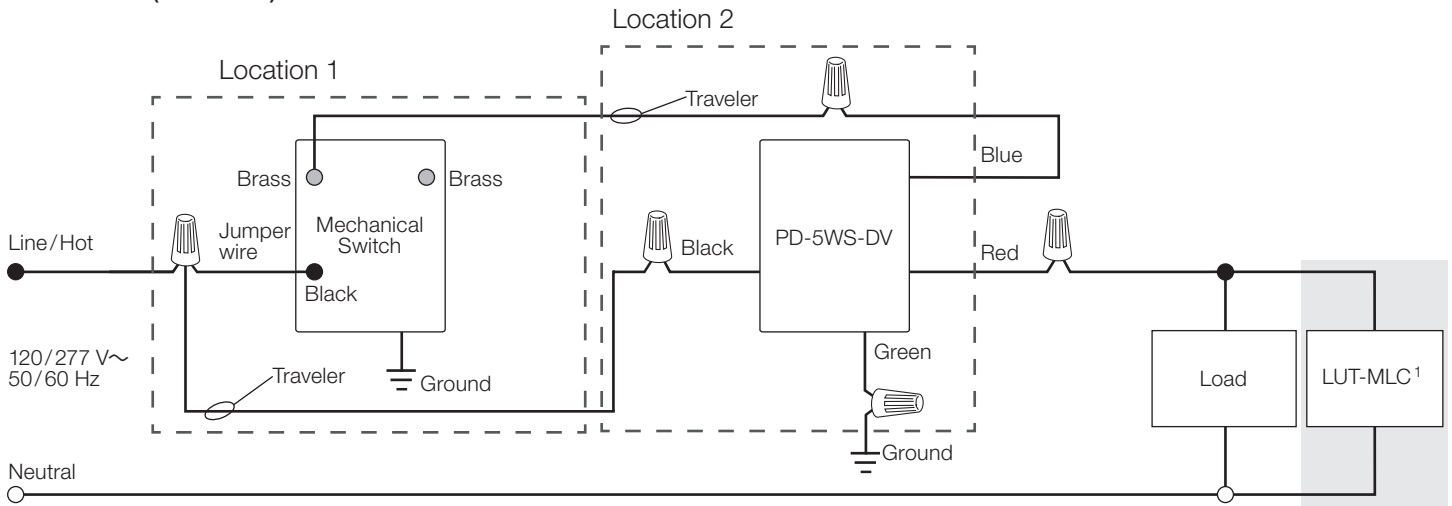 Location 2
Location 1
Traveler
Blue
Brass
Brass
Line/Hot
Jumper
wire
Mechanical
Switch
Black
PD-5WS-DV
Red
Black
120/277 V~
50/60 Hz
Traveler
Ground
Green
Load
LUT-MLC¹
Ground
Neutral